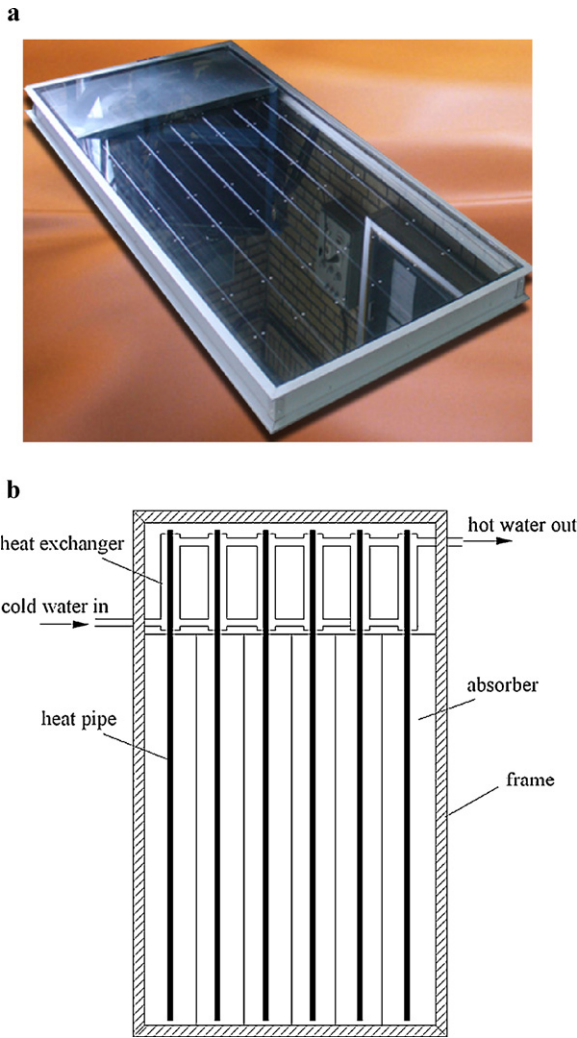 a
b
hot water out
heat exchanger
cold water in
absorber
heat pipe
frame